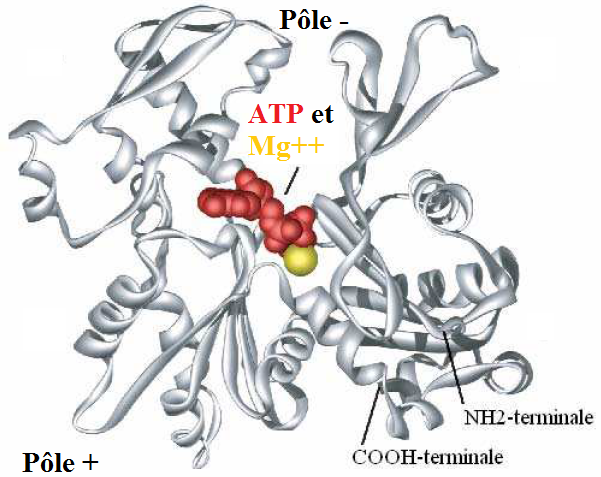 Pôle -
ATP et
Mg++
NH2-terminale
COOH-terminale
Pôle +